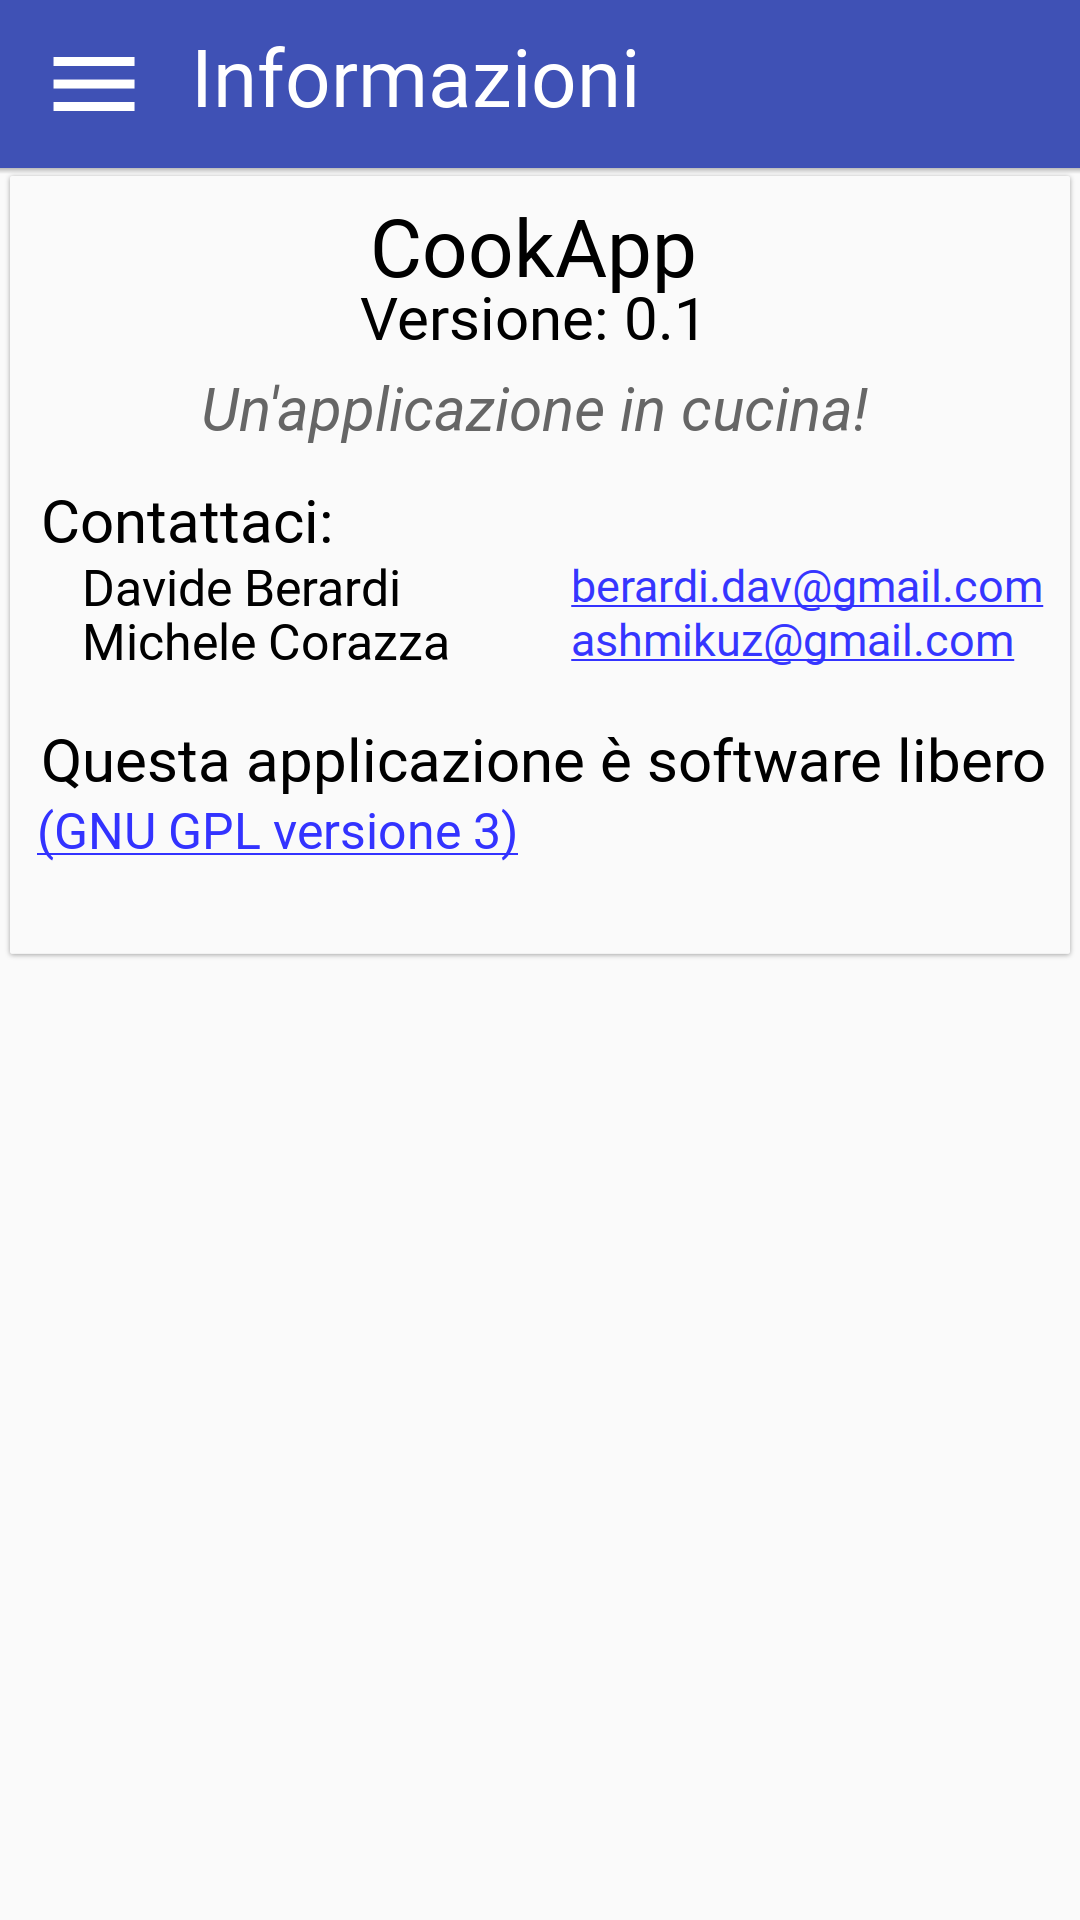 Informazioni
CookApp
Versione: 0.1
Un'applicazione in cucina!
Contattaci:
Davide Berardi berardi.dav@gmail.com
Michele Corazza ashmikuz@gmail.com
Questa applicazione è software libero
(GNU GPL versione 3)